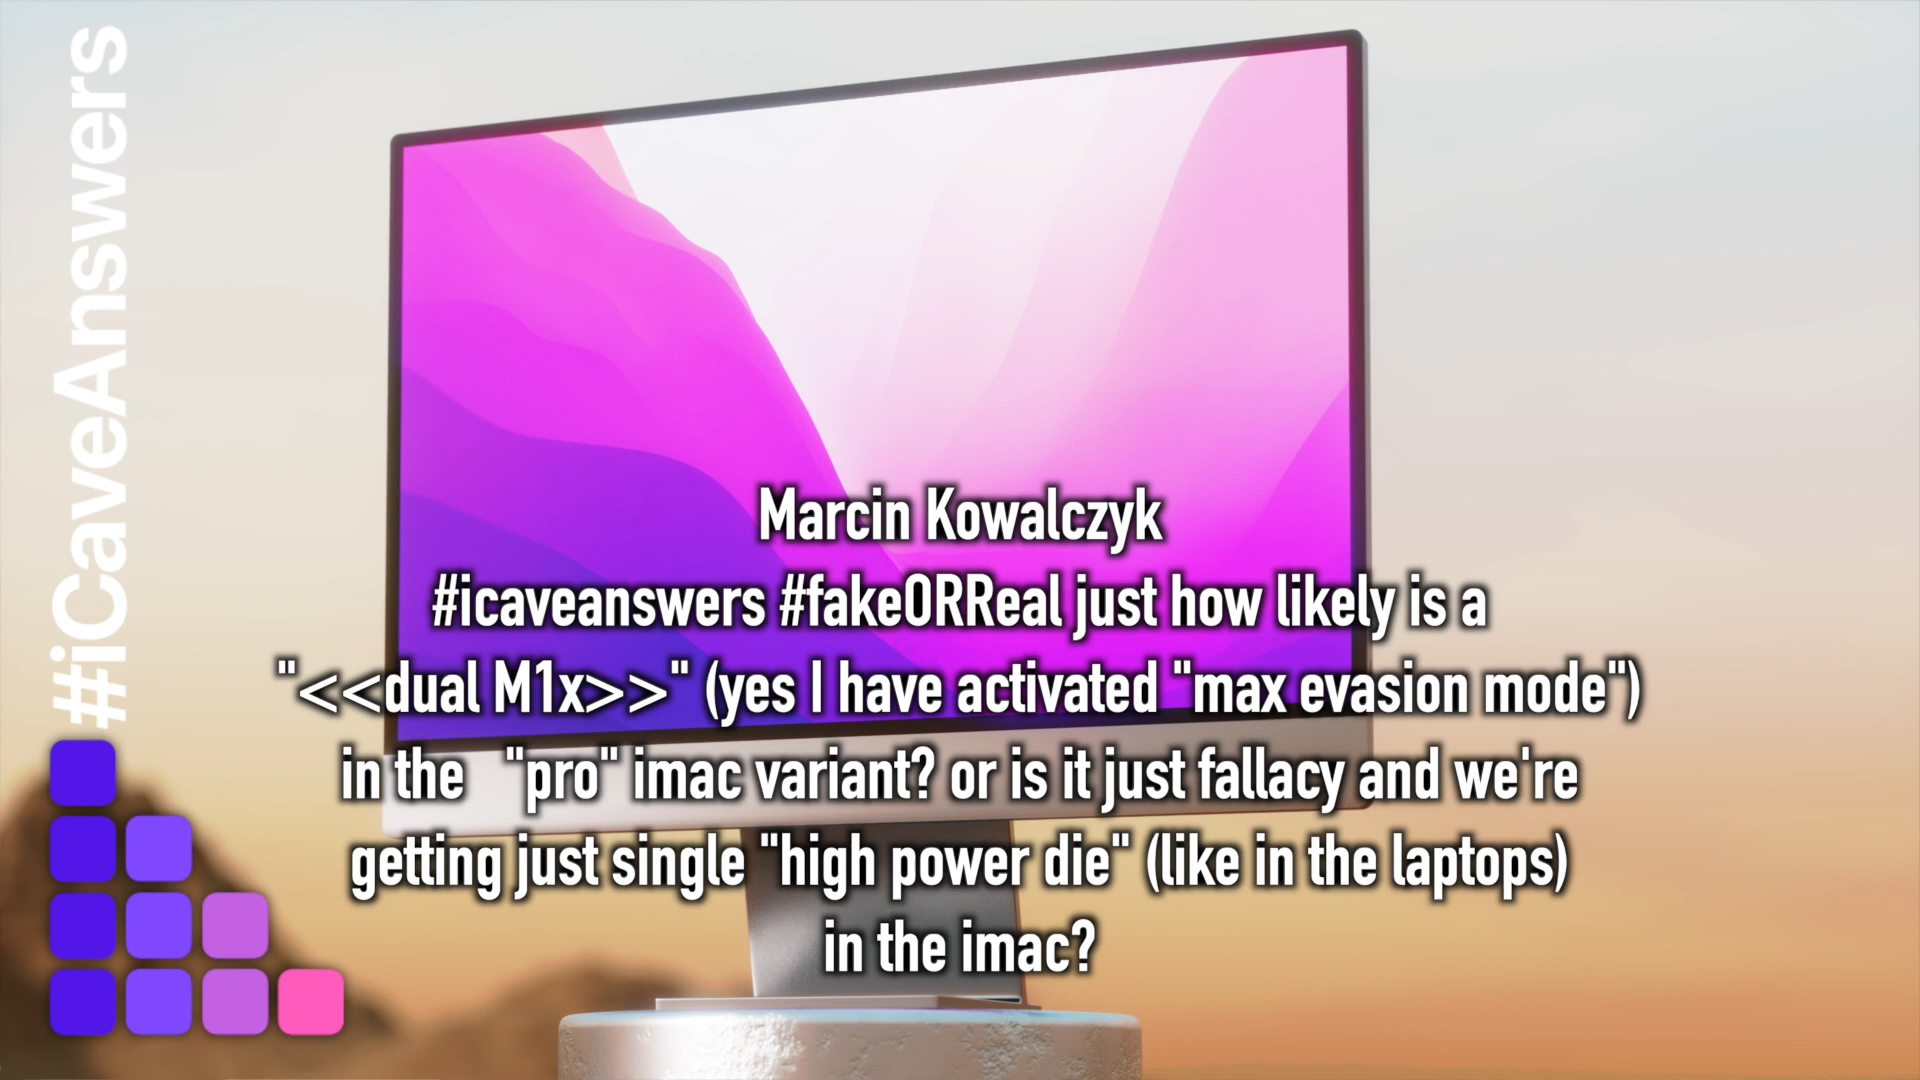 #iCaveAnswers
Marcin Kowalczyk
#icaveanswers #fakeORReal just how likely is a
"<<dual M1x>>" (yes I have activated "max evasion mode")
in the "pro" imac variant? or is it just fallacy and we're
getting just single "high power die" (like in the laptops)
in the imac?